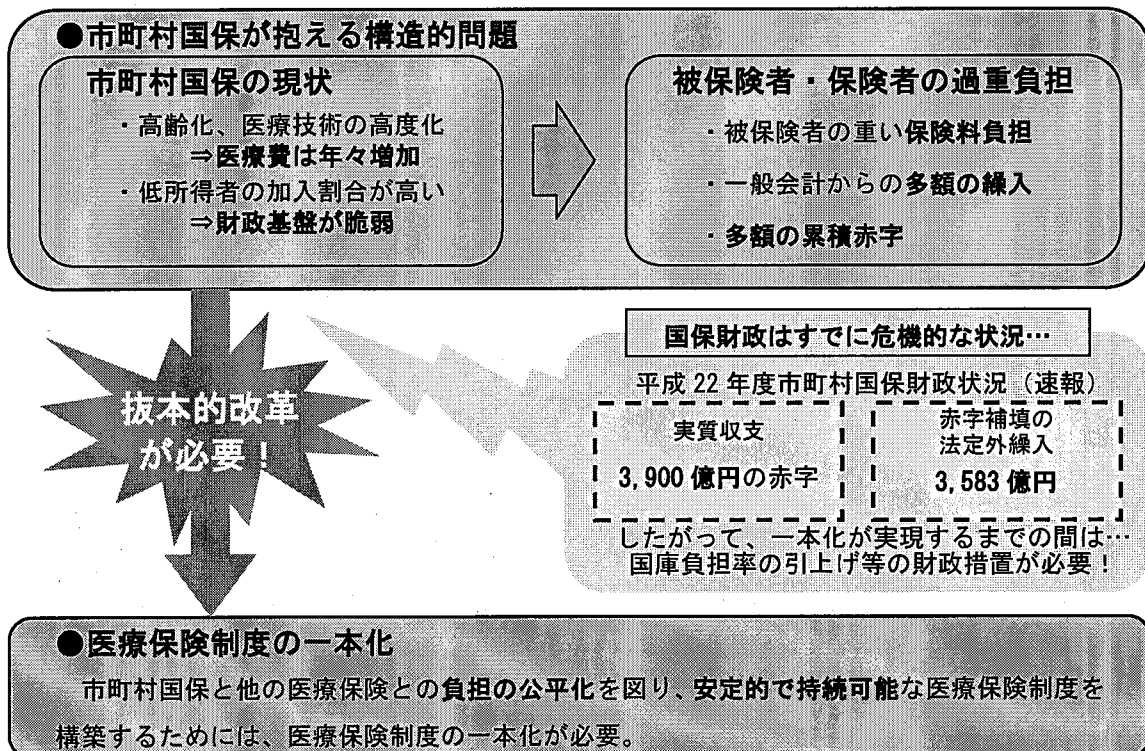 ●市町村国保が抱える構造的問題
市町村国保の現状
・高齢化、医療技術の高度化
⇒医療費は年々増加
・低所得者の加入割合が高い
⇒財政基盤が脆弱
被保険者・保険者の過重負担
・被保険者の重い保険料負担
・一般会計からの多額の繰入
・多額の累積赤字
抜本的改革
が必要！
国保財政はすでに危機的な状況…
平成 22 年度市町村国保財政状況（速報）
実質収支
3,900 億円の赤字
赤字補填の
法定外繰入
3,583 億円
したがって、一本化が実現するまでの間は…
国庫負担率の引上げ等の財政措置が必要！
●医療保険制度の一本化
市町村国保と他の医療保険との負担の公平化を図り、安定的で持続可能な医療保険制度を
構築するためには、医療保険制度の一本化が必要。